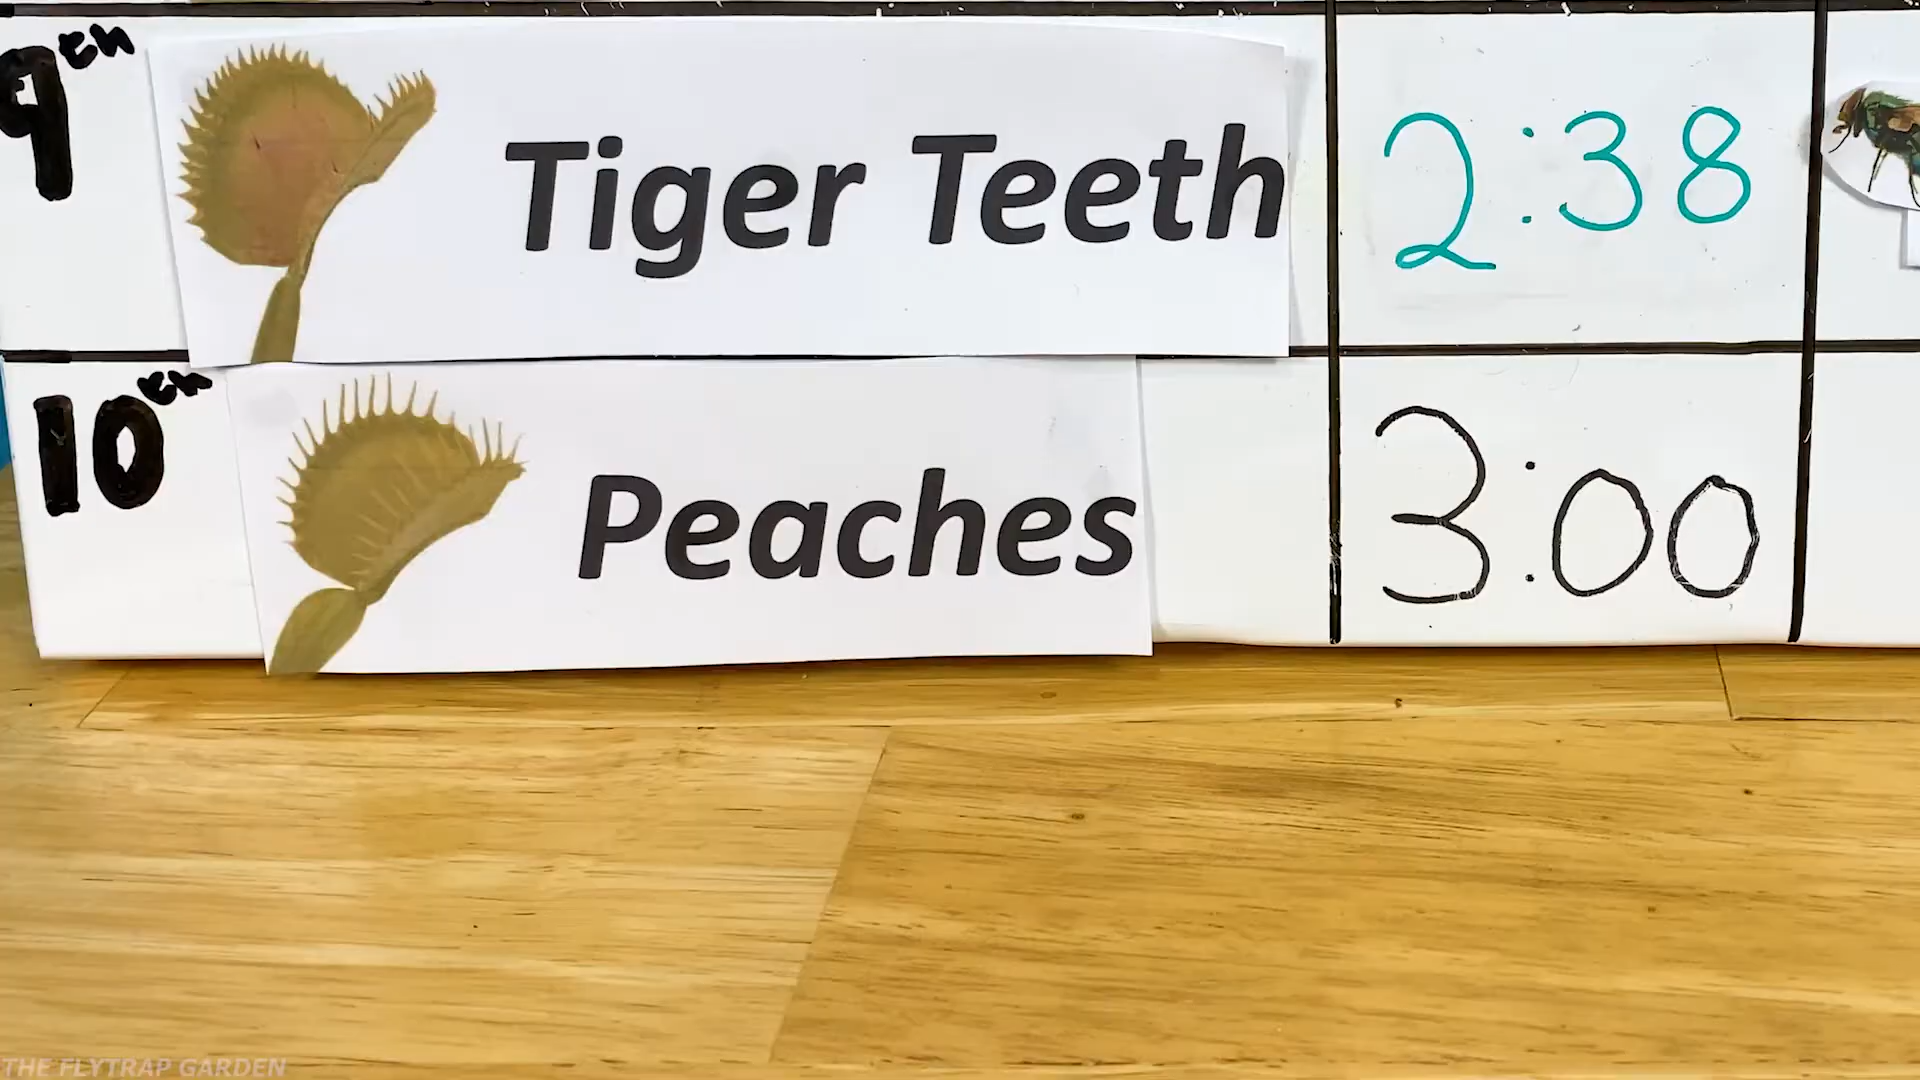 9th
Tiger Teeth
2:38
10th
Peaches
3:00
THE FLYTRAP GARDEN